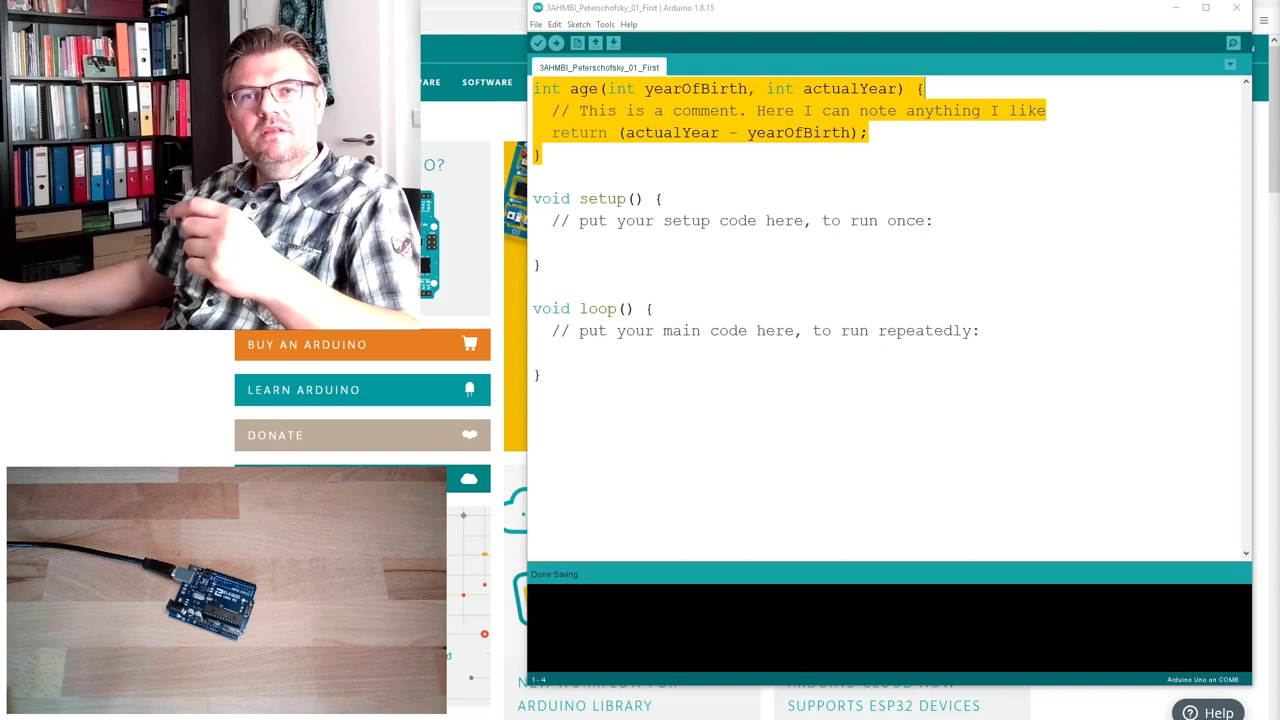 3AHMBI_Peterschofsky_01_First | Arduino 1.8.15
File Edit Sketch Tools Help
3AHMBI_Peterschofsky_01_First
int age(int yearOfBirth, int actualYear) {
// This is a comment. Here I can note anything I like
return (actualYear - yearOfBirth);
}
void setup() {
// put your setup code here, to run once:
}
void loop() {
// put your main code here, to run repeatedly:
}
Done Saving.
1 - 4
Arduino Uno on COM8
SOFTWARE
O?
BUY AN ARDUINO
LEARN ARDUINO
DONATE
ARDUINO LIBRARY
SUPPORTS ESP32 DEVICES
Help